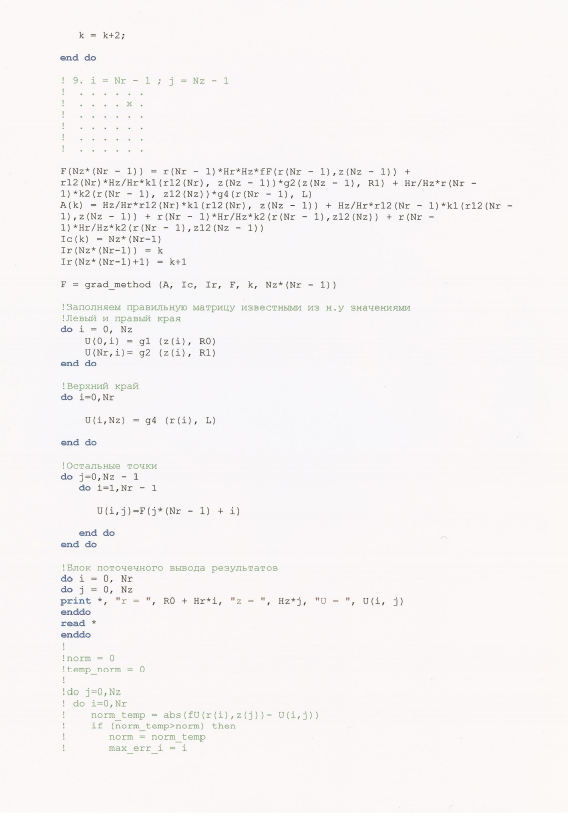 k = k+2;
end do
! 9. i = Nr - 1 ; j = Nz - 1
! . . . . . .
! . . . . x .
! . . . . . .
! . . . . . .
! . . . . . .
! . . . . . .
F(Nz*(Nr - 1)) = r(Nr - 1)*Hr*Hz*fF(r(Nr - 1),z(Nz - 1)) +
r12(Nr)*Hz/Hr*k1(r12(Nr), z(Nz - 1))*g2(z(Nz - 1), R1) + Hr/Hz*r(Nr -
1)*k2(r(Nr - 1), z12(Nz))*g4(r(Nr - 1), L)
A(k) = Hz/Hr*r12(Nr)*k1(r12(Nr), z(Nz - 1)) + Hz/Hr*r12(Nr - 1)*k1(r12(Nr -
1),z(Nz - 1)) + r(Nr - 1)*Hr/Hz*k2(r(Nr - 1),z12(Nz)) + r(Nr -
1)*Hr/Hz*k2(r(Nr - 1),z12(Nz - 1))
Ic(k) = Nz*(Nr-1)
Ir(Nz*(Nr-1)) = k
Ir(Nz*(Nr-1)+1) = k+1
F = grad_method (A, Ic, Ir, F, k, Nz*(Nr - 1))
!Заполняем правильную матрицу известными из н.у значениями
!Левый и правый края
do i = 0, Nz
U(0,i) = g1 (z(i), R0)
U(Nr,i)= g2 (z(i), R1)
end do
!Верхний край
do i=0,Nr
U(i,Nz) = g4 (r(i), L)
end do
!Остальные точки
do j=0,Nz - 1
do i=1,Nr - 1
U(i,j)=F(j*(Nr - 1) + i)
end do
end do
!Блок поточечного вывода результатов
do i = 0, Nr
do j = 0, Nz
print *, "r = ", R0 + Hr*i, "z = ", Hz*j, "U = ", U(i, j)
enddo
read *
enddo
!
!norm = 0
!temp_norm = 0
!
!do j=0,Nz
! do i=0,Nr
! norm_temp = abs(fU(r(i),z(j))- U(i,j))
! if (norm_temp>norm) then
! norm = norm_temp
! max_err_i = i